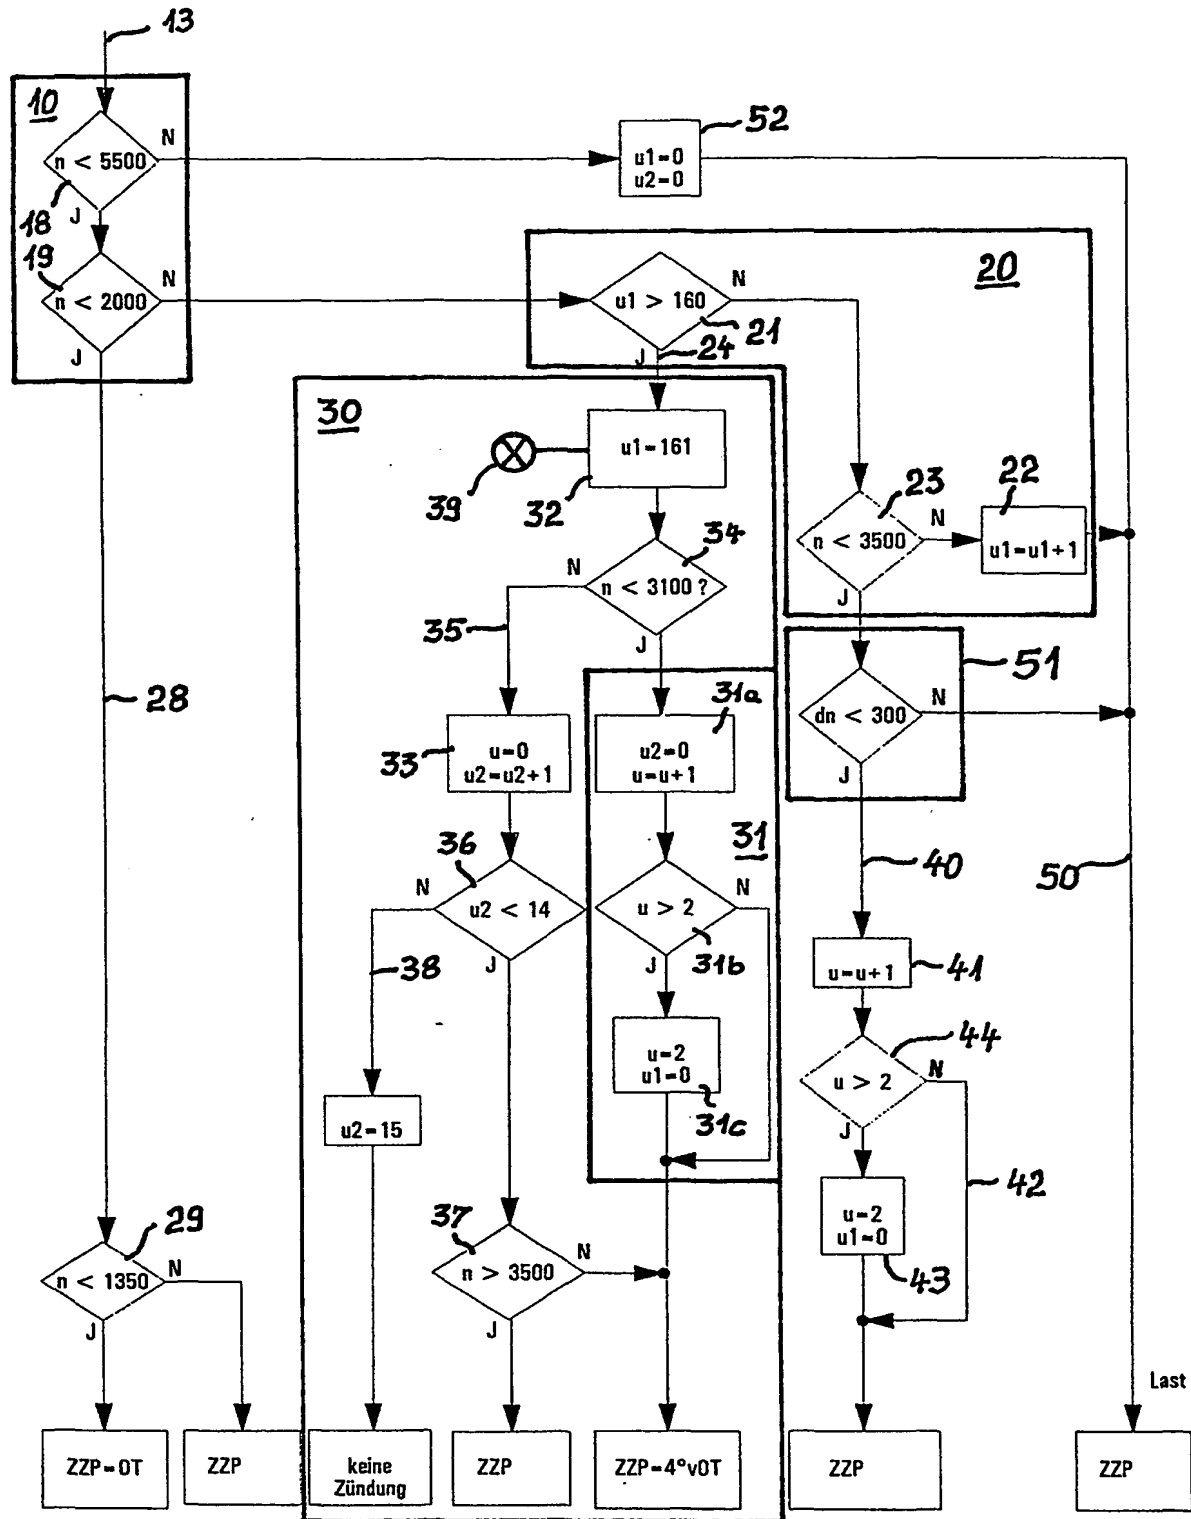 13
10
n < 5500
N
J
18
52
u1=0
u2=0
19
n < 2000
N
J
20
u1 > 160
N
21
J
24
30
u1=161
39
32
23
22
n < 3500
N
u1=u1+1
J
34
N
n < 3100 ?
J
35
51
dn < 300
N
J
28
31a
u=0
u2=u2+1
33
u2=0
u=u+1
31
36
N
u2 < 14
J
u > 2
N
J
31b
38
40
50
u=u+1
41
44
u > 2
N
J
u=2
u1=0
31c
u2=15
42
u=2
u1=0
43
37
n > 3500
N
J
29
n < 1350
N
J
Last
ZZP=OT
ZZP
keine
Zündung
ZZP
ZZP=4°vOT
ZZP
ZZP